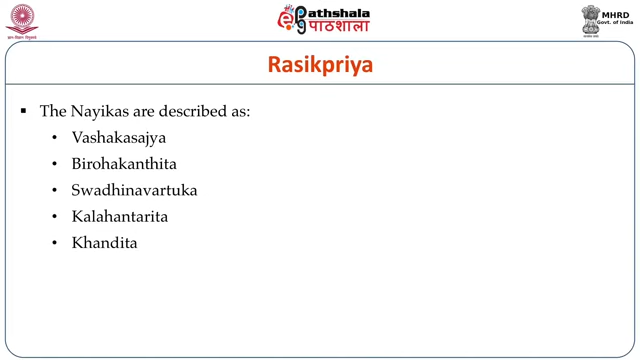 Pathshala
पाठशाला
MHRD
Govt. of India
Rasikpriya
The Nayikas are described as:
Vashakasajya
Birohakanthita
Swadhinavartuka
Kalahantarita
Khandita